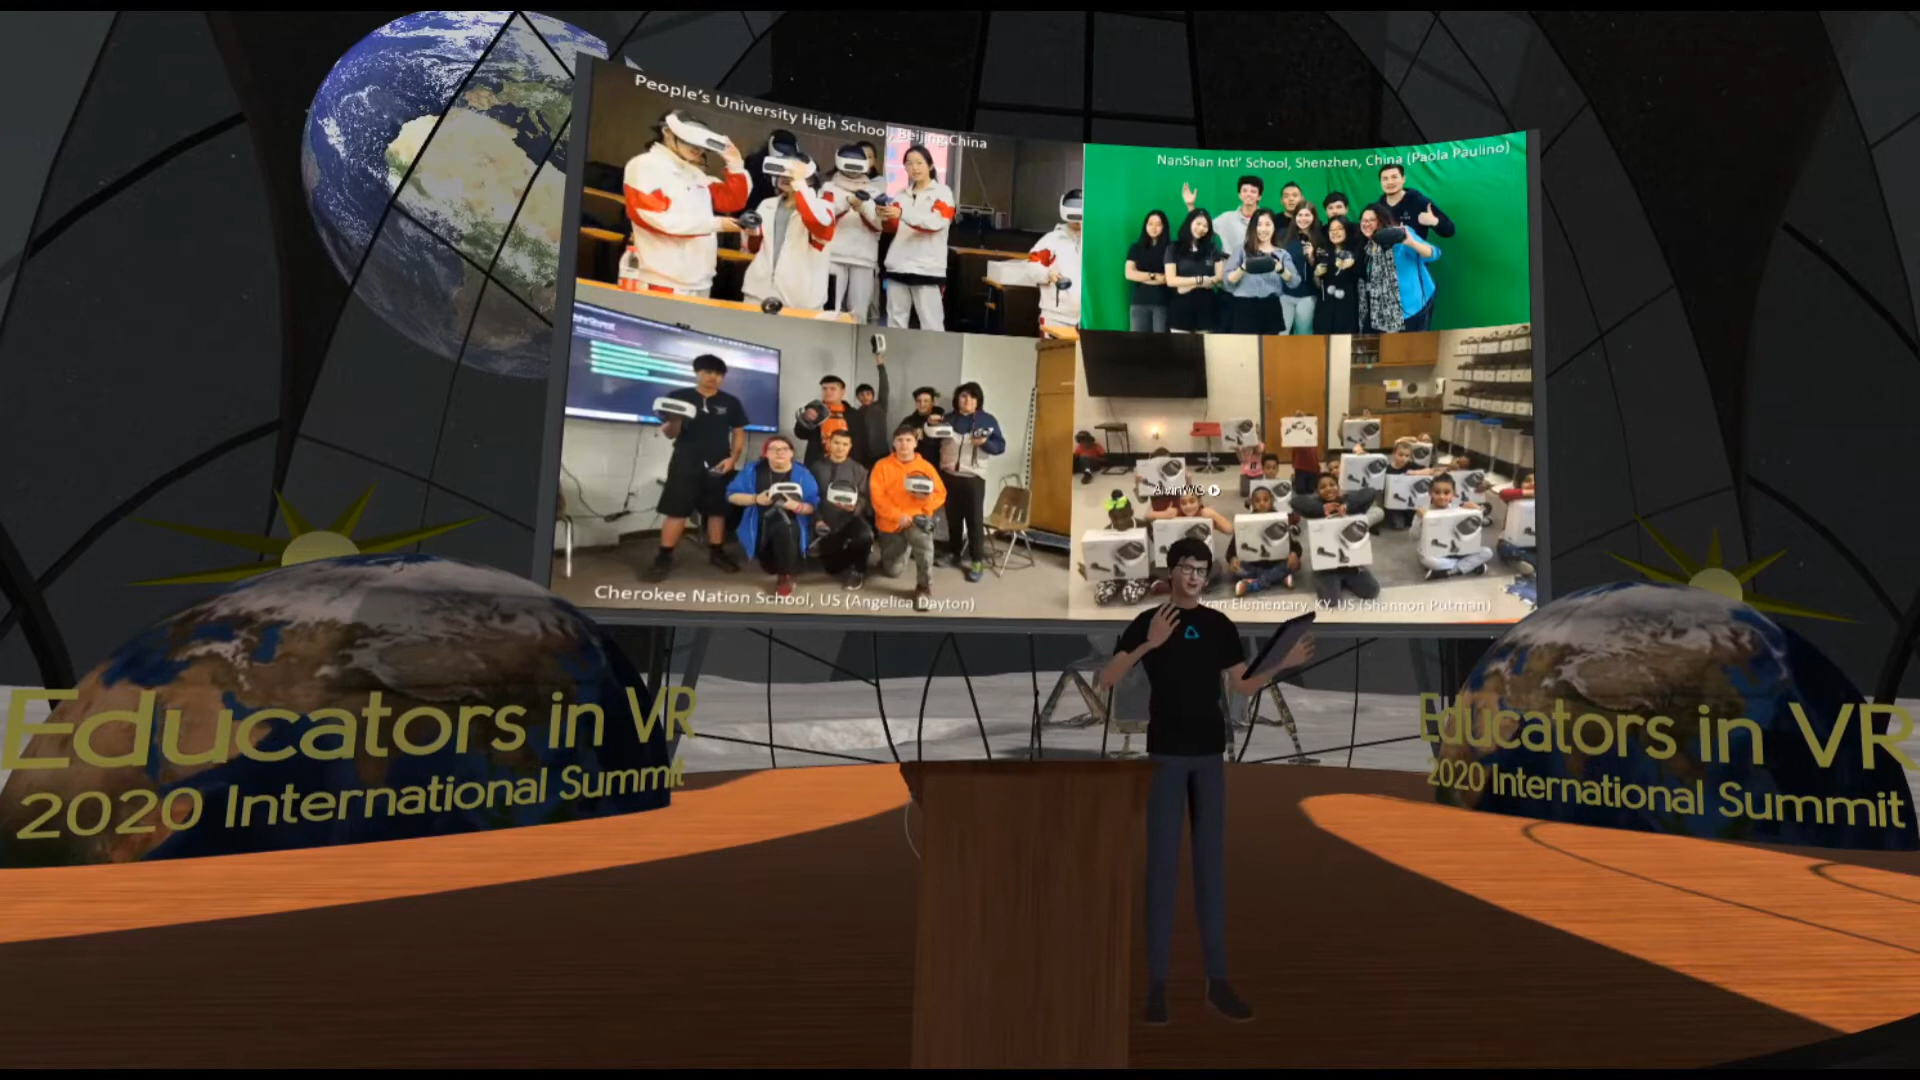 People's University High School, Beijing,China
NanShan Intl' School, Shenzhen, China (Paola Paulino)
AlvinWG
Cherokee Nation School, US (Angelica Dayton)
Elementary, KY, US (Shannon Putman)
Educators in VR
2020 International Summit
Educators in VR
2020 International Summit